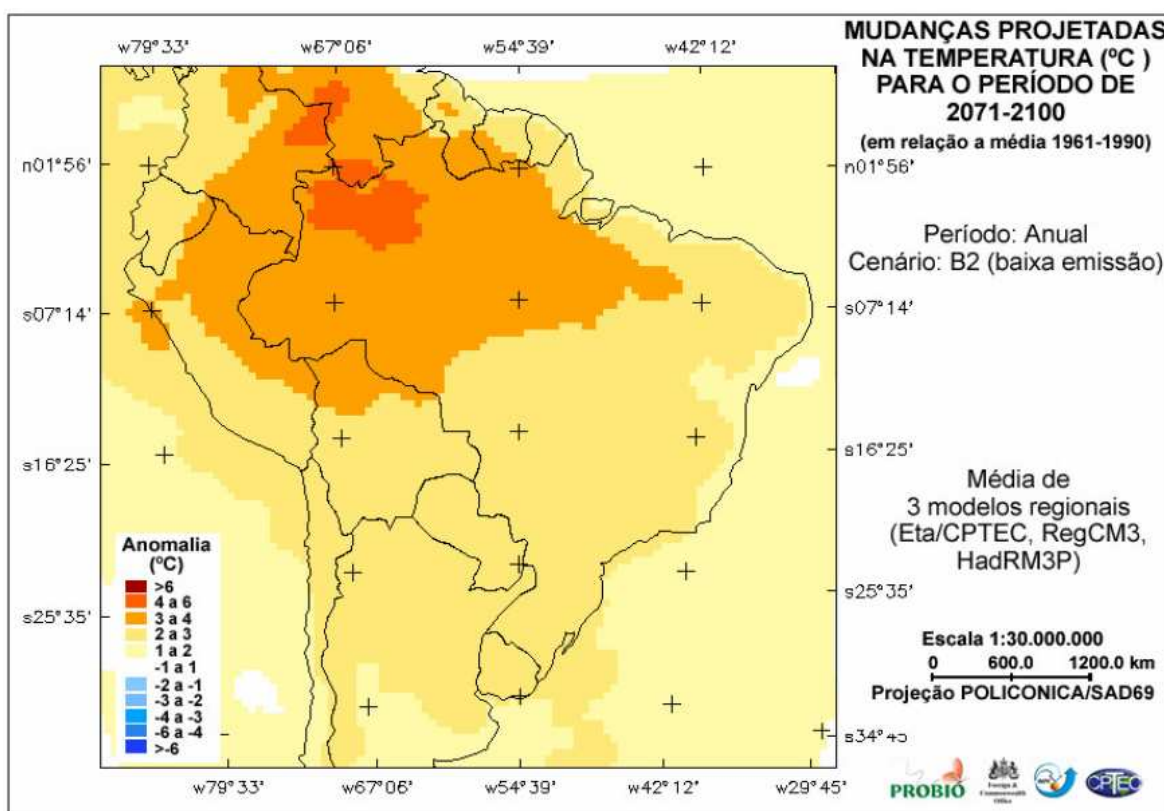 MUDANÇAS PROJETADAS
NA TEMPERATURA (ºC )
PARA O PERÍODO DE
2071-2100
(em relação a média 1961-1990)
Período: Anual
Cenário: B2 (baixa emissão)
Média de
3 modelos regionais
(Eta/CPTEC, RegCM3,
HadRM3P)
Escala 1:30.000.000
0 600.0 1200.0 km
Projeção POLICONICA/SAD69
PROBIO
Foreign &
Commonwealth
Office
CPTEC
w79°33' w67°06' w54°39' w42°12'
n01°56' n01°56'
s07°14' s07°14'
s16°25' s16°25'
s25°35' s25°35'
s34°45
w79°33' w67°06' w54°39' w42°12' w29°45'
Anomalia
(ºC)
>6
4 a 6
3 a 4
2 a 3
1 a 2
-1 a 1
-2 a -1
-3 a -2
-4 a -3
-6 a -4
>-6